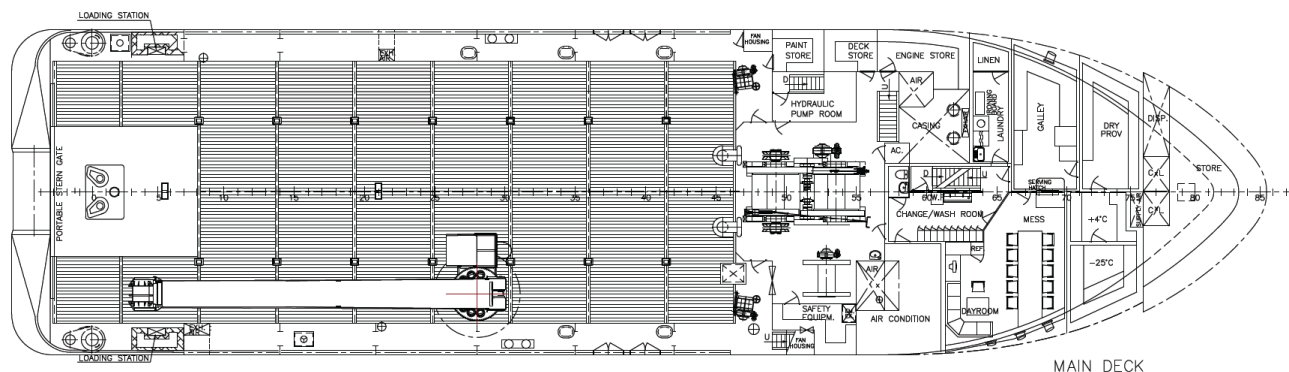 LOADING STATION
FAN
HOUSING
PAINT
STORE
DECK
STORE
ENGINE STORE
LINEN
AIR
D
U
HYDRAULIC
PUMP ROOM
CASING
LAUNDRY
GALLEY
DRY
PROV
DISP.
STORE
AC.
PORTABLE STERN GATE
D
U
SERVING
HATCH
10
15
20
25
30
35
40
45
50
55
60
65
70
75
80
85
CHANGE/WASH ROOM
MESS
+4°C
-25°C
REF
AIR
SAFETY
EQUIPM.
AIR CONDITION
DAYROOM
U
FAN
HOUSING
LOADING STATION
MAIN DECK